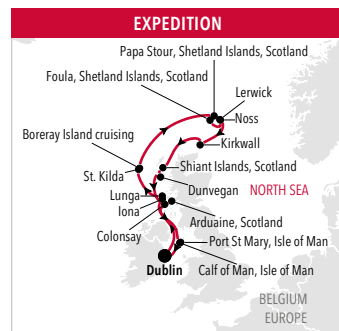 EXPEDITION
Papa Stour, Shetland Islands, Scotland
Foula, Shetland Islands, Scotland
Lerwick
Noss
Boreray Island cruising
Kirkwall
St. Kilda
Shiant Islands, Scotland
Dunvegan
NORTH SEA
Lunga
Iona
Arduaine, Scotland
Colonsay
Port St Mary, Isle of Man
Dublin
Calf of Man, Isle of Man
BELGIUM
EUROPE